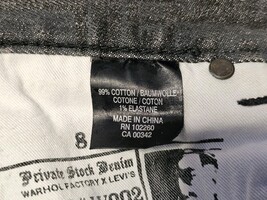 99% COTTON / BAUMWOLLE
COTONE / COTON
1% ELASTANE
MADE IN CHINA
RN 102260
CA 00342
8
Private Stock Denim
WARHOL FACTORY X LEVI'S
W002